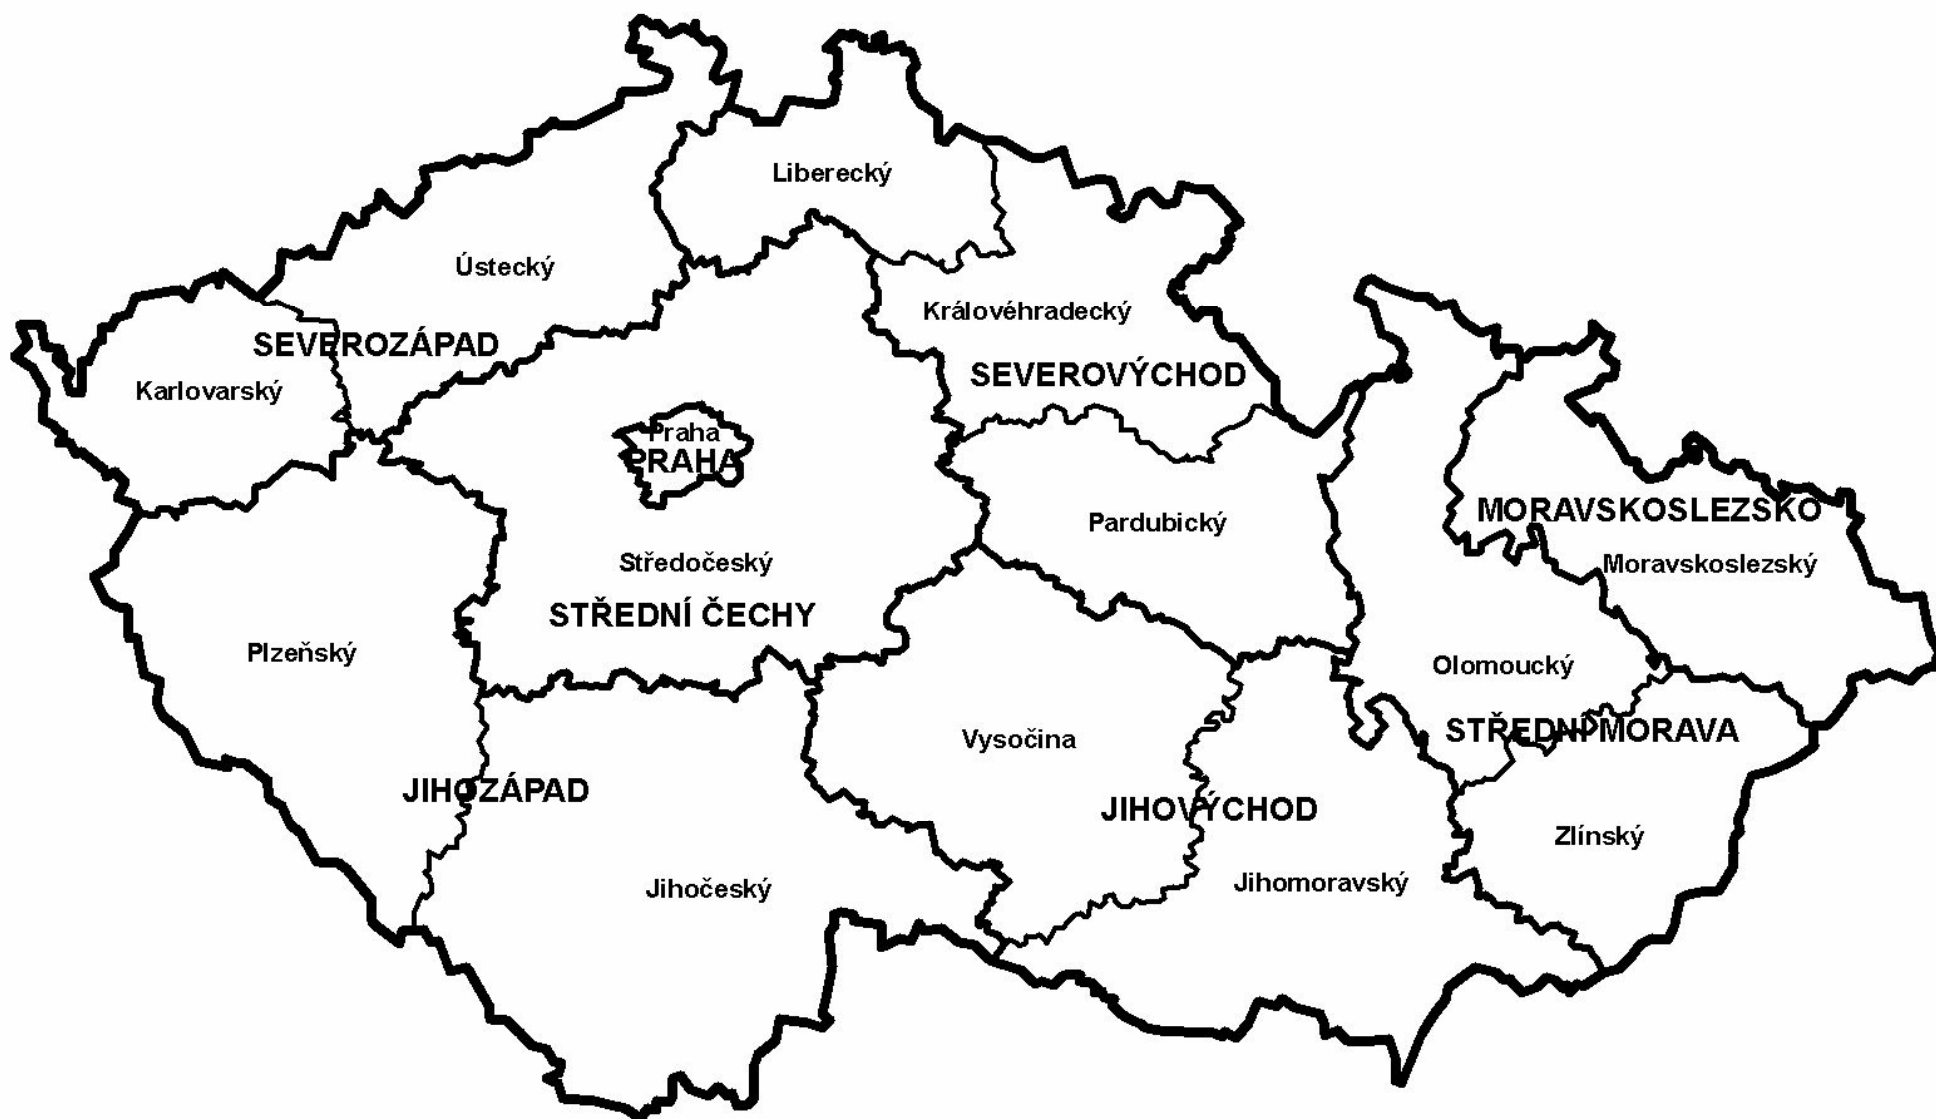 Liberecký
Ústecký
Královéhradecký
SEVEROZÁPAD
SEVEROVÝCHOD
Karlovarský
Praha
PRAHA
MORAVSKOSLEZSKO
Pardubický
Středočeský
Moravskoslezský
STŘEDNÍ ČECHY
Plzeňský
Olomoucký
STŘEDNÍ MORAVA
Vysočina
JIHOZÁPAD
JIHOVÝCHOD
Zlínský
Jihočeský
Jihomoravský